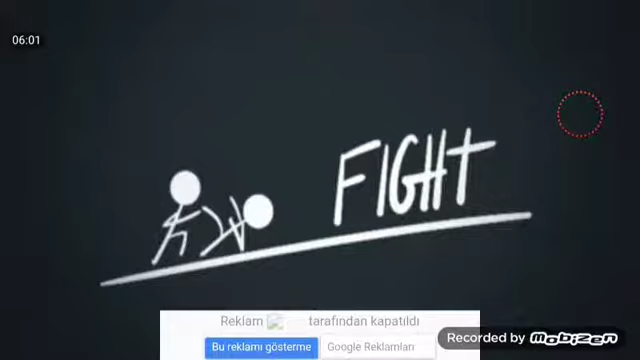 06:01
FIGHT
Reklam tarafından kapatıldı
Bu reklamı gösterme
Google Reklamları
Recorded by mobizen